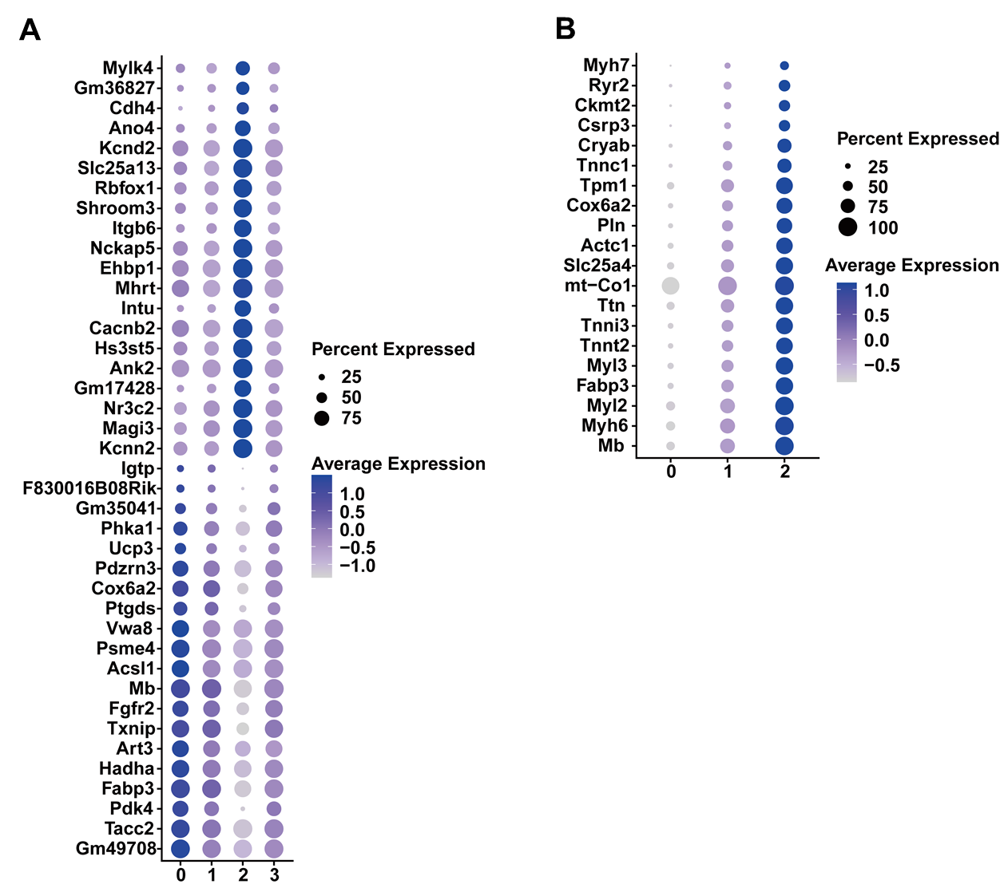 A
Mylk4
Gm36827
Cdh4
Ano4
Kcnd2
Slc25a13
Rbfox1
Shroom3
Itgb6
Nckap5
Ehbp1
Mhrt
Intu
Cacnb2
Hs3st5
Ank2
Gm17428
Nr3c2
Magi3
Kcnn2
Igtp
F830016B08Rik
Gm35041
Phka1
Ucp3
Pdzrn3
Cox6a2
Ptgds
Vwa8
Psme4
Acsl1
Mb
Fgfr2
Txnip
Art3
Hadha
Fabp3
Pdk4
Tacc2
Gm49708
0 1 2 3
Percent Expressed
25
50
75
Average Expression
1.0
0.5
0.0
−0.5
−1.0
B
Myh7
Ryr2
Ckmt2
Csrp3
Cryab
Tnnc1
Tpm1
Cox6a2
Pln
Actc1
Slc25a4
mt−Co1
Ttn
Tnni3
Tnnt2
Myl3
Fabp3
Myl2
Myh6
Mb
0 1 2
Percent Expressed
25
50
75
100
Average Expression
1.0
0.5
0.0
−0.5